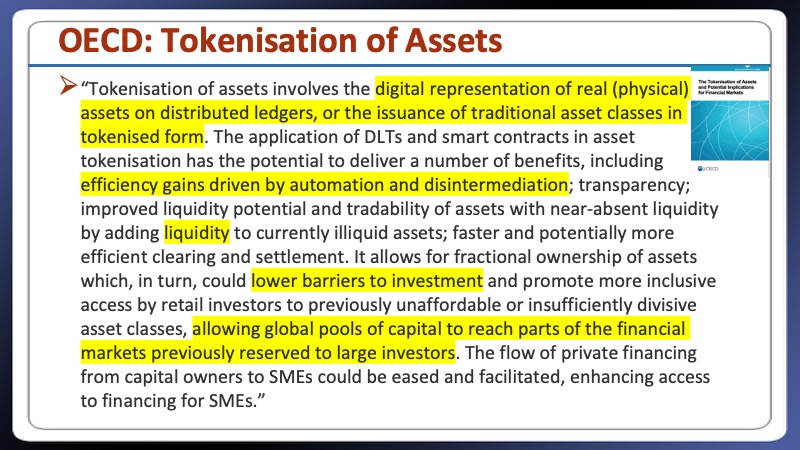 OECD: Tokenisation of Assets
“Tokenisation of assets involves the digital representation of real (physical)
assets on distributed ledgers, or the issuance of traditional asset classes in
tokenised form. The application of DLTs and smart contracts in asset
tokenisation has the potential to deliver a number of benefits, including
efficiency gains driven by automation and disintermediation; transparency;
improved liquidity potential and tradability of assets with near-absent liquidity
by adding liquidity to currently illiquid assets; faster and potentially more
efficient clearing and settlement. It allows for fractional ownership of assets
which, in turn, could lower barriers to investment and promote more inclusive
access by retail investors to previously unaffordable or insufficiently divisive
asset classes, allowing global pools of capital to reach parts of the financial
markets previously reserved to large investors. The flow of private financing
from capital owners to SMEs could be eased and facilitated, enhancing access
to financing for SMEs.”
The Tokenisation of Assets
and Potential Implications
for Financial Markets
OECD